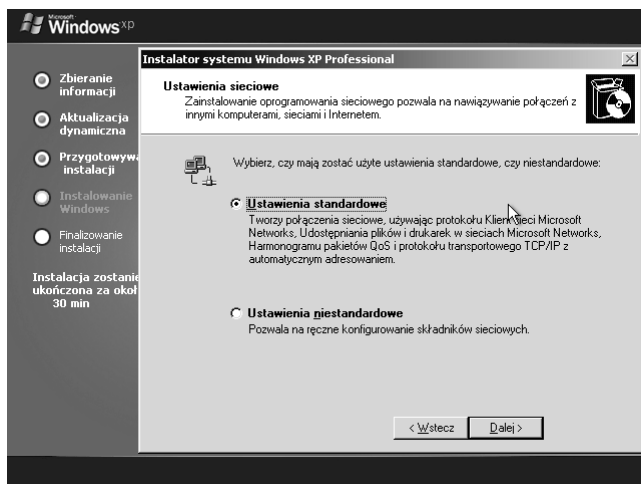 Microsoft
Windows xp
Instalator systemu Windows XP Professional
Ustawienia sieciowe
Zainstalowanie oprogramowania sieciowego pozwala na nawiązywanie połączeń z
innymi komputerami, sieciami i Internetem.
Zbieranie
informacji
Aktualizacja
dynamiczna
Przygotowyw
instalacji
Instalowanie
Windows
Finalizowanie
instalacji
Instalacja zostanie
ukończona za okoł
30 min
Wybierz, czy mają zostać użyte ustawienia standardowe, czy niestandardowe:
Ustawienia standardowe
Tworzy połączenia sieciowe, używając protokołu Klient sieci Microsoft
Networks, Udostępniania plików i drukarek w sieciach Microsoft Networks,
Harmonogramu pakietów QoS i protokołu transportowego TCP/IP z
automatycznym adresowaniem.
Ustawienia niestandardowe
Pozwala na ręczne konfigurowanie składników sieciowych.
< Wstecz
Dalej >